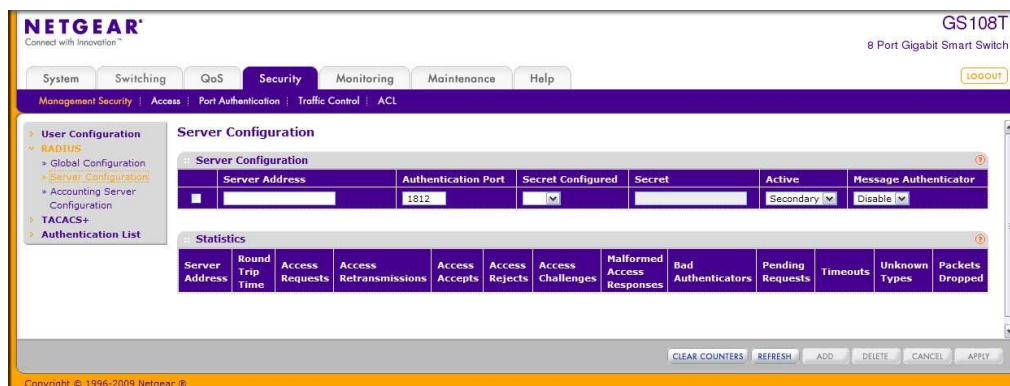 NETGEAR®
Connect with Innovation™
GS108T
8 Port Gigabit Smart Switch
System Switching QoS Security Monitoring Maintenance Help LOGOUT
Management Security | Access | Port Authentication | Traffic Control | ACL
User Configuration
RADIUS
» Global Configuration
» Server Configuration
» Accounting Server
Configuration
TACACS+
Authentication List
Server Configuration
Server Configuration
Server Address Authentication Port Secret Configured Secret Active Message Authenticator
1812 Secondary Disable
Statistics
Server Address Round Trip Time Access Requests Access Retransmissions Access Accepts Access Rejects Access Challenges Malformed Access Responses Bad Authenticators Pending Requests Timeouts Unknown Types Packets Dropped
CLEAR COUNTERS REFRESH ADD DELETE CANCEL APPLY
Copyright © 1996-2009 Netgear ®